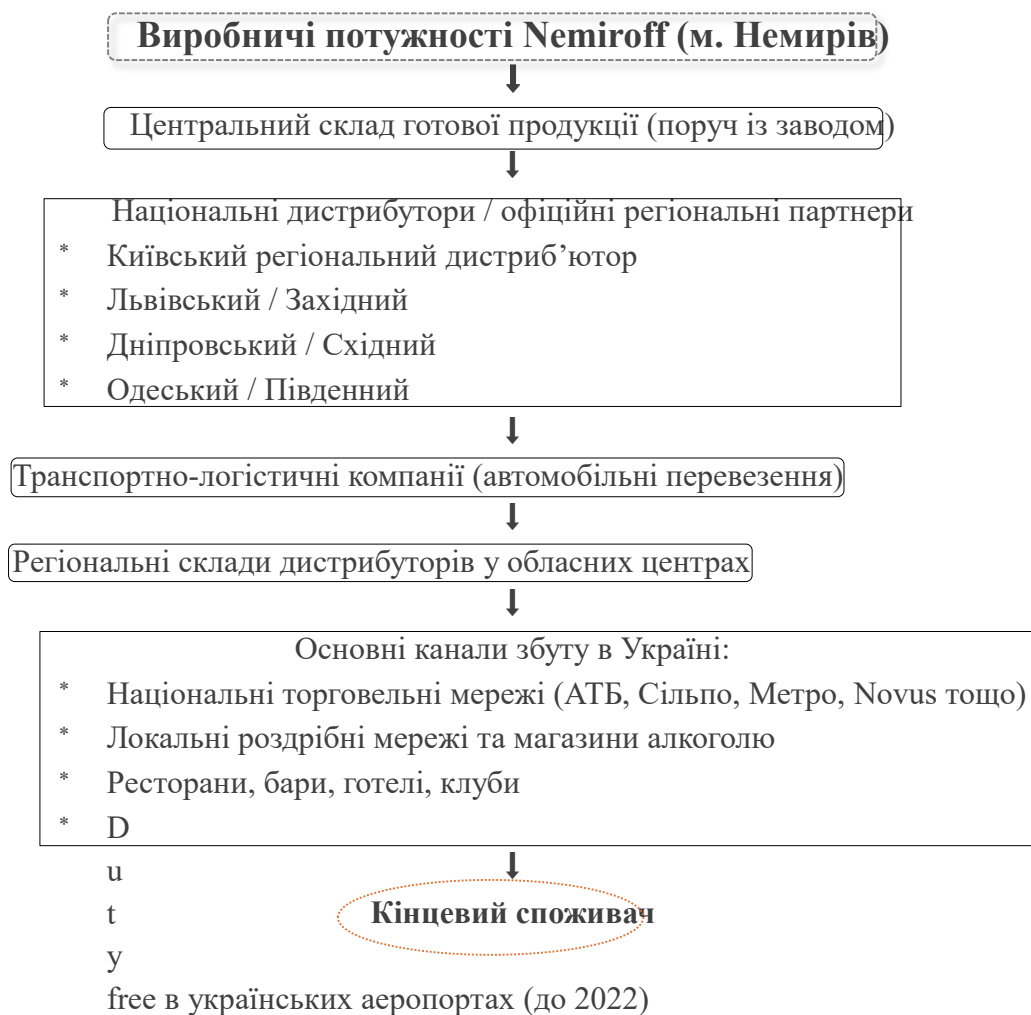 Виробничі потужності Nemiroff (м. Немирів)
Центральний склад готової продукції (поруч із заводом)
Національні дистрибутори / офіційні регіональні партнери
* Київський регіональний дистриб’ютор
* Львівський / Західний
* Дніпровський / Східний
* Одеський / Південний
Транспортно-логістичні компанії (автомобільні перевезення)
Регіональні склади дистрибуторів у обласних центрах
Основні канали збуту в Україні:
* Національні торговельні мережі (АТБ, Сільпо, Метро, Novus тощо)
* Локальні роздрібні мережі та магазини алкоголю
* Ресторани, бари, готелі, клуби
* D
u
t
y
free в українських аеропортах (до 2022)
Кінцевий споживач